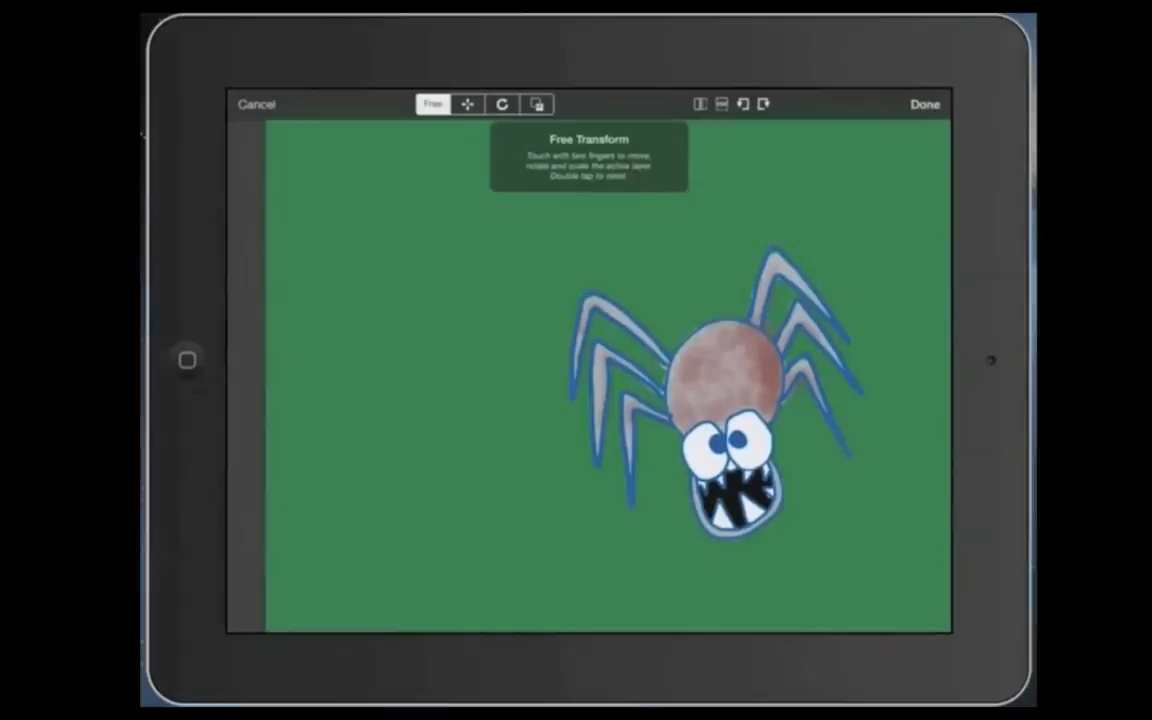 Cancel
Free
Done
Free Transform
Touch with two fingers to move,
rotate and scale the active layer.
Double tap to reset